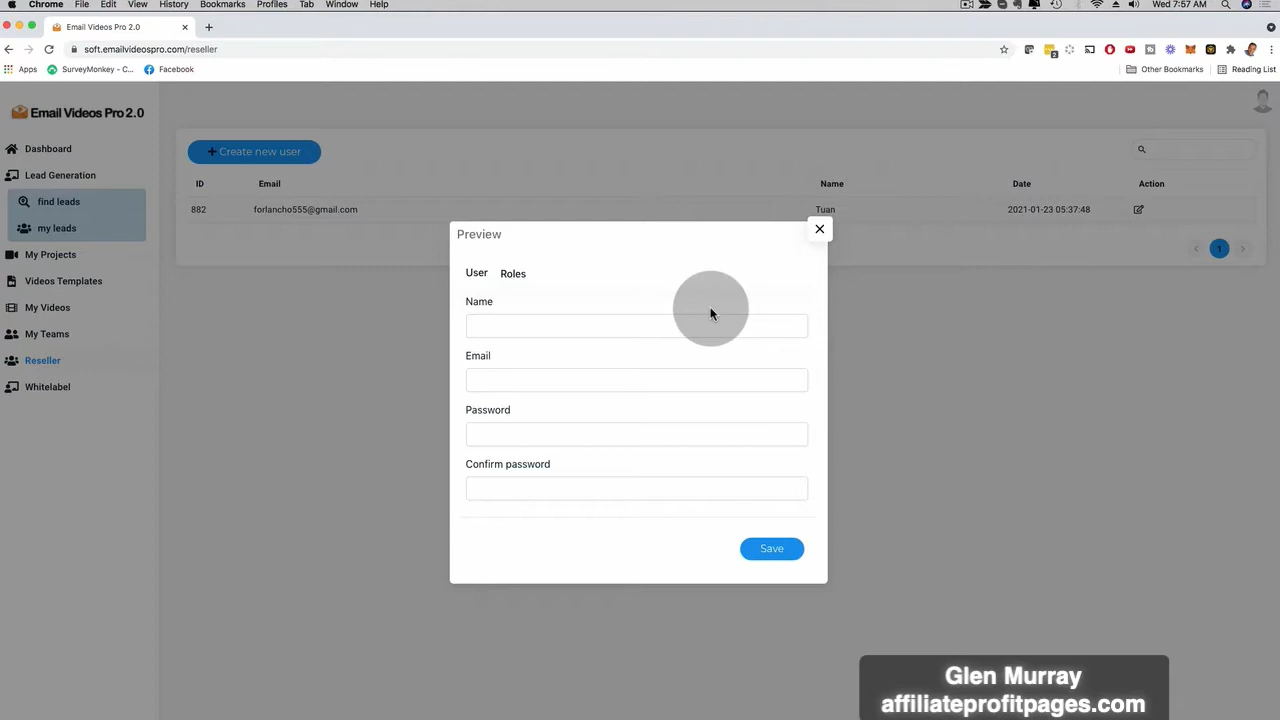 Chrome File Edit View History Bookmarks Profiles Tab Window Help Wed 7:57 AM
Email Videos Pro 2.0
soft.emailvideospro.com/reseller
Apps SurveyMonkey - C... Facebook Other Bookmarks Reading List
Email Videos Pro 2.0
Dashboard
Lead Generation
find leads
my leads
My Projects
Videos Templates
My Videos
My Teams
Reseller
Whitelabel
+ Create new user
ID Email Name Date Action
882 forlancho555@gmail.com Tuan 2021-01-23 05:37:48
1
Preview
User Roles
Name
Email
Password
Confirm password
Save
Glen Murray
affiliateprofitpages.com